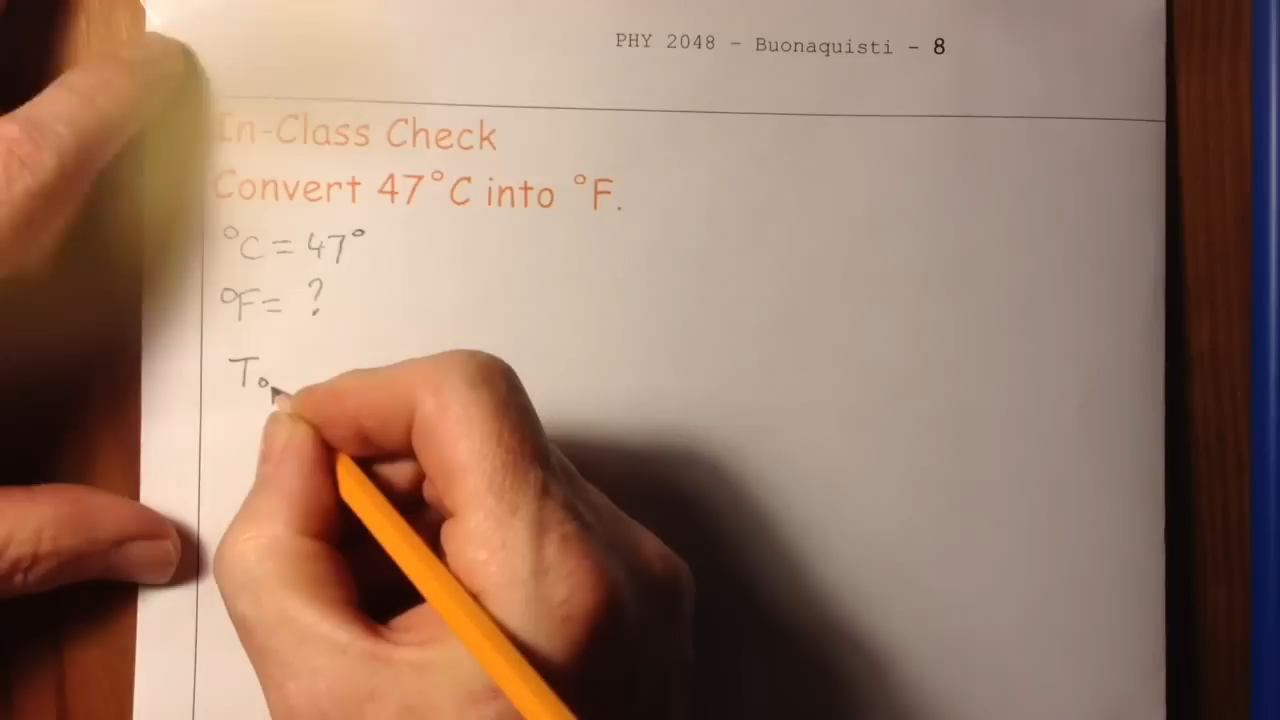 PHY 2048 - Buonaquisti - 8
In-Class Check
Convert 47°C into °F.
°C = 47°
°F = ?
T°